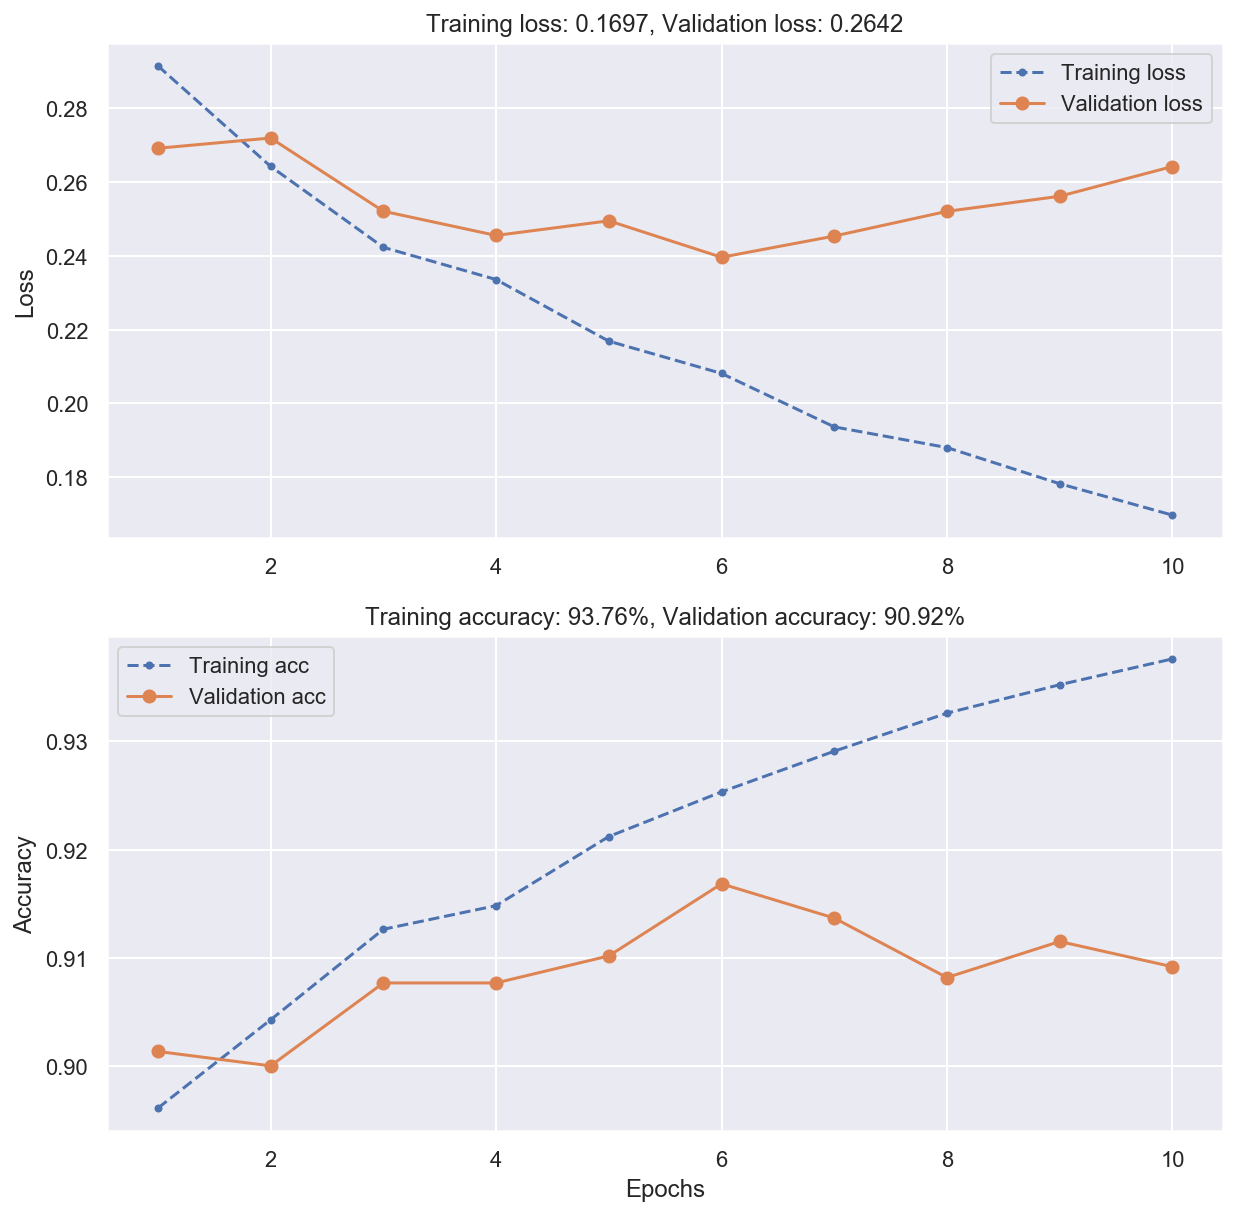 Training loss: 0.1697, Validation loss: 0.2642
Training loss
Validation loss
0.28
0.26
0.24
0.22
0.20
0.18
Loss
2 4 6 8 10
Training accuracy: 93.76%, Validation accuracy: 90.92%
Training acc
Validation acc
0.93
0.92
0.91
0.90
Accuracy
2 4 6 8 10
Epochs